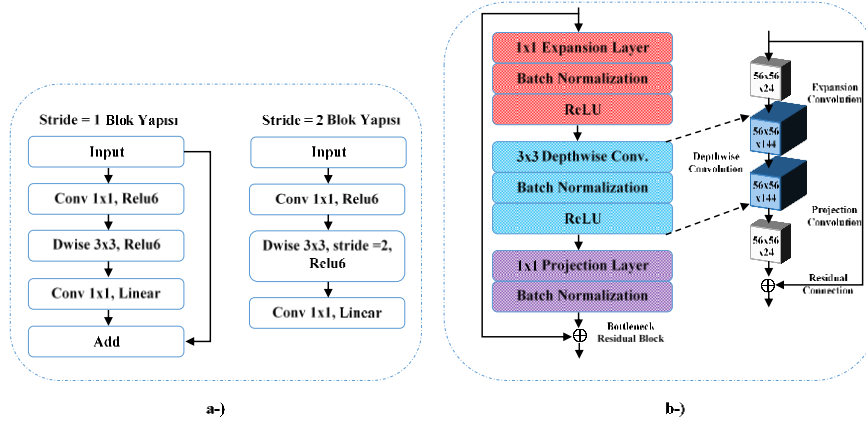 Stride = 1 Blok Yapısı
Input
Conv 1x1, Relu6
Dwise 3x3, Relu6
Conv 1x1, Linear
Add
Stride = 2 Blok Yapısı
Input
Conv 1x1, Relu6
Dwise 3x3, stride =2,
Relu6
Conv 1x1, Linear
a-)
1x1 Expansion Layer
Batch Normalization
ReLU
3x3 Depthwise Conv.
Batch Normalization
ReLU
1x1 Projection Layer
Batch Normalization
Bottleneck
Residual Block
56x56
x24
Expansion
Convolution
56x56
x144
Depthwise
Convolution
56x56
x144
Projection
Convolution
56x56
x24
Residual
Connection
b-)